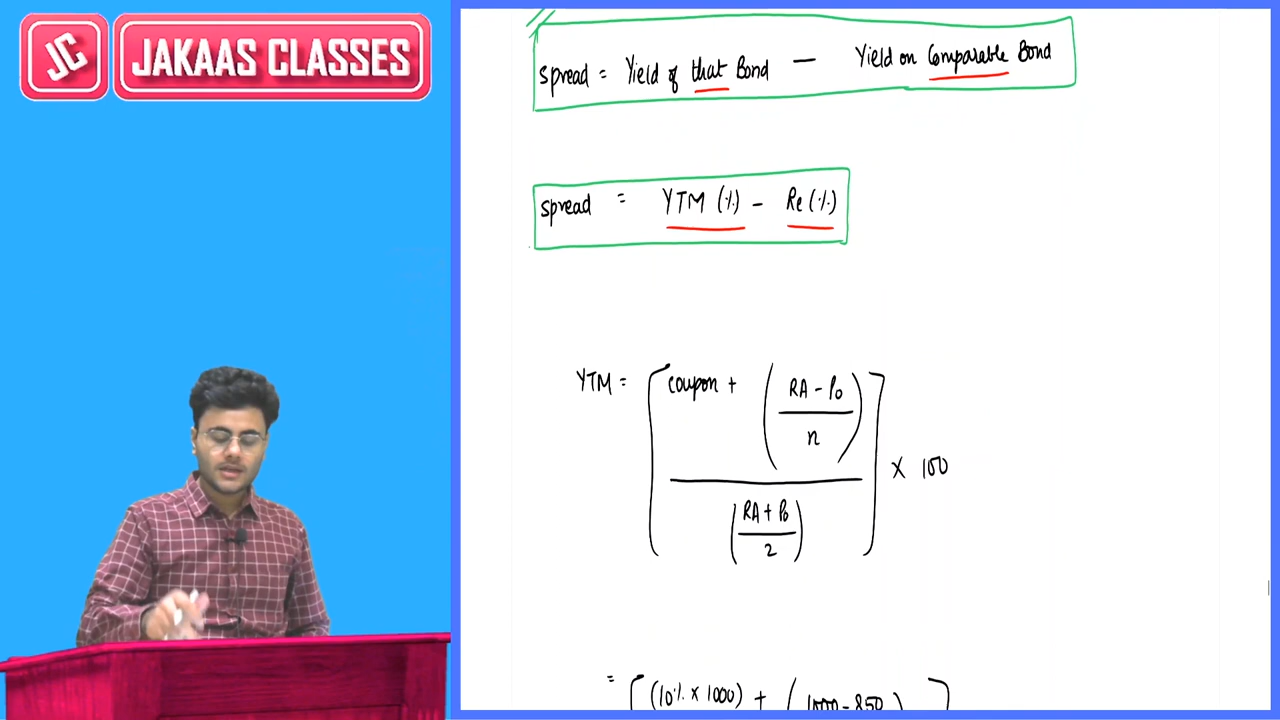 JC
JAKAAS CLASSES
Spread = Yield of that Bond — Yield on Comparable Bond
Spread = YTM (%) - Re (%)
YTM = [ coupon + ( RA - P0 / n ) / ( RA + P0 / 2 ) ] x 100
= [ (10% x 1000) + ( 1000 - 850 ) ]